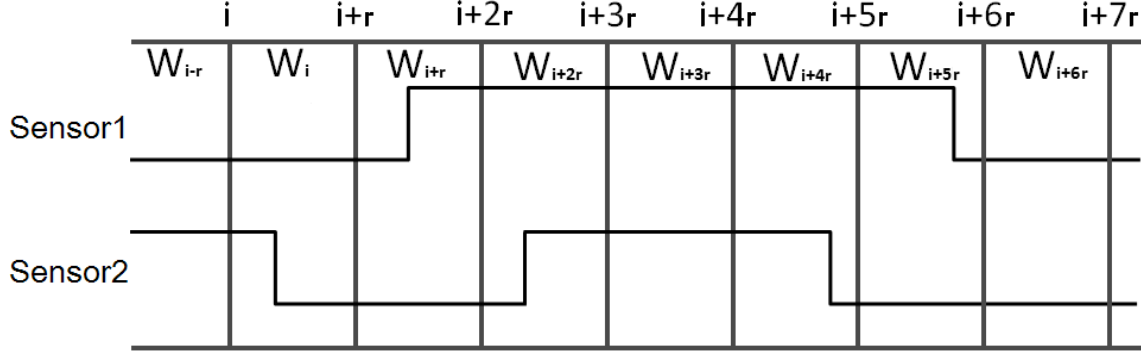 i i+r i+2r i+3r i+4r i+5r i+6r i+7r
Wi-r Wi Wi+r Wi+2r Wi+3r Wi+4r Wi+5r Wi+6r
Sensor1
Sensor2